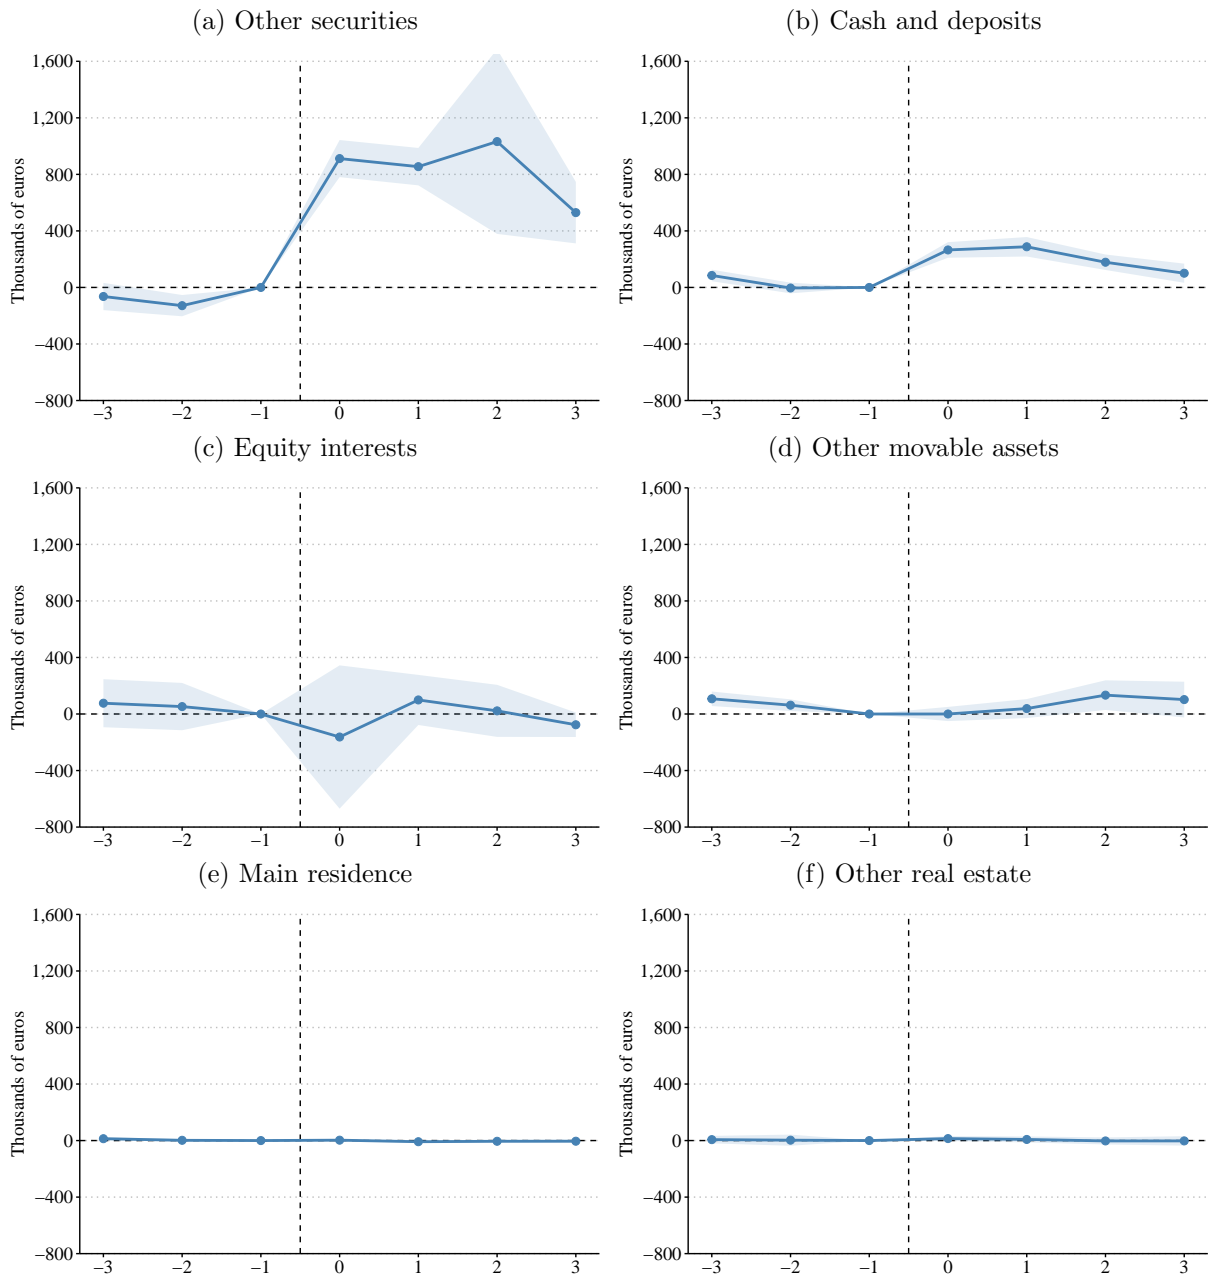 (a) Other securities
Thousands of euros
1,600
1,200
800
400
0
−400
−800
−3 −2 −1 0 1 2 3
(b) Cash and deposits
Thousands of euros
1,600
1,200
800
400
0
−400
−800
−3 −2 −1 0 1 2 3
(c) Equity interests
Thousands of euros
1,600
1,200
800
400
0
−400
−800
−3 −2 −1 0 1 2 3
(d) Other movable assets
Thousands of euros
1,600
1,200
800
400
0
−400
−800
−3 −2 −1 0 1 2 3
(e) Main residence
Thousands of euros
1,600
1,200
800
400
0
−400
−800
−3 −2 −1 0 1 2 3
(f) Other real estate
Thousands of euros
1,600
1,200
800
400
0
−400
−800
−3 −2 −1 0 1 2 3